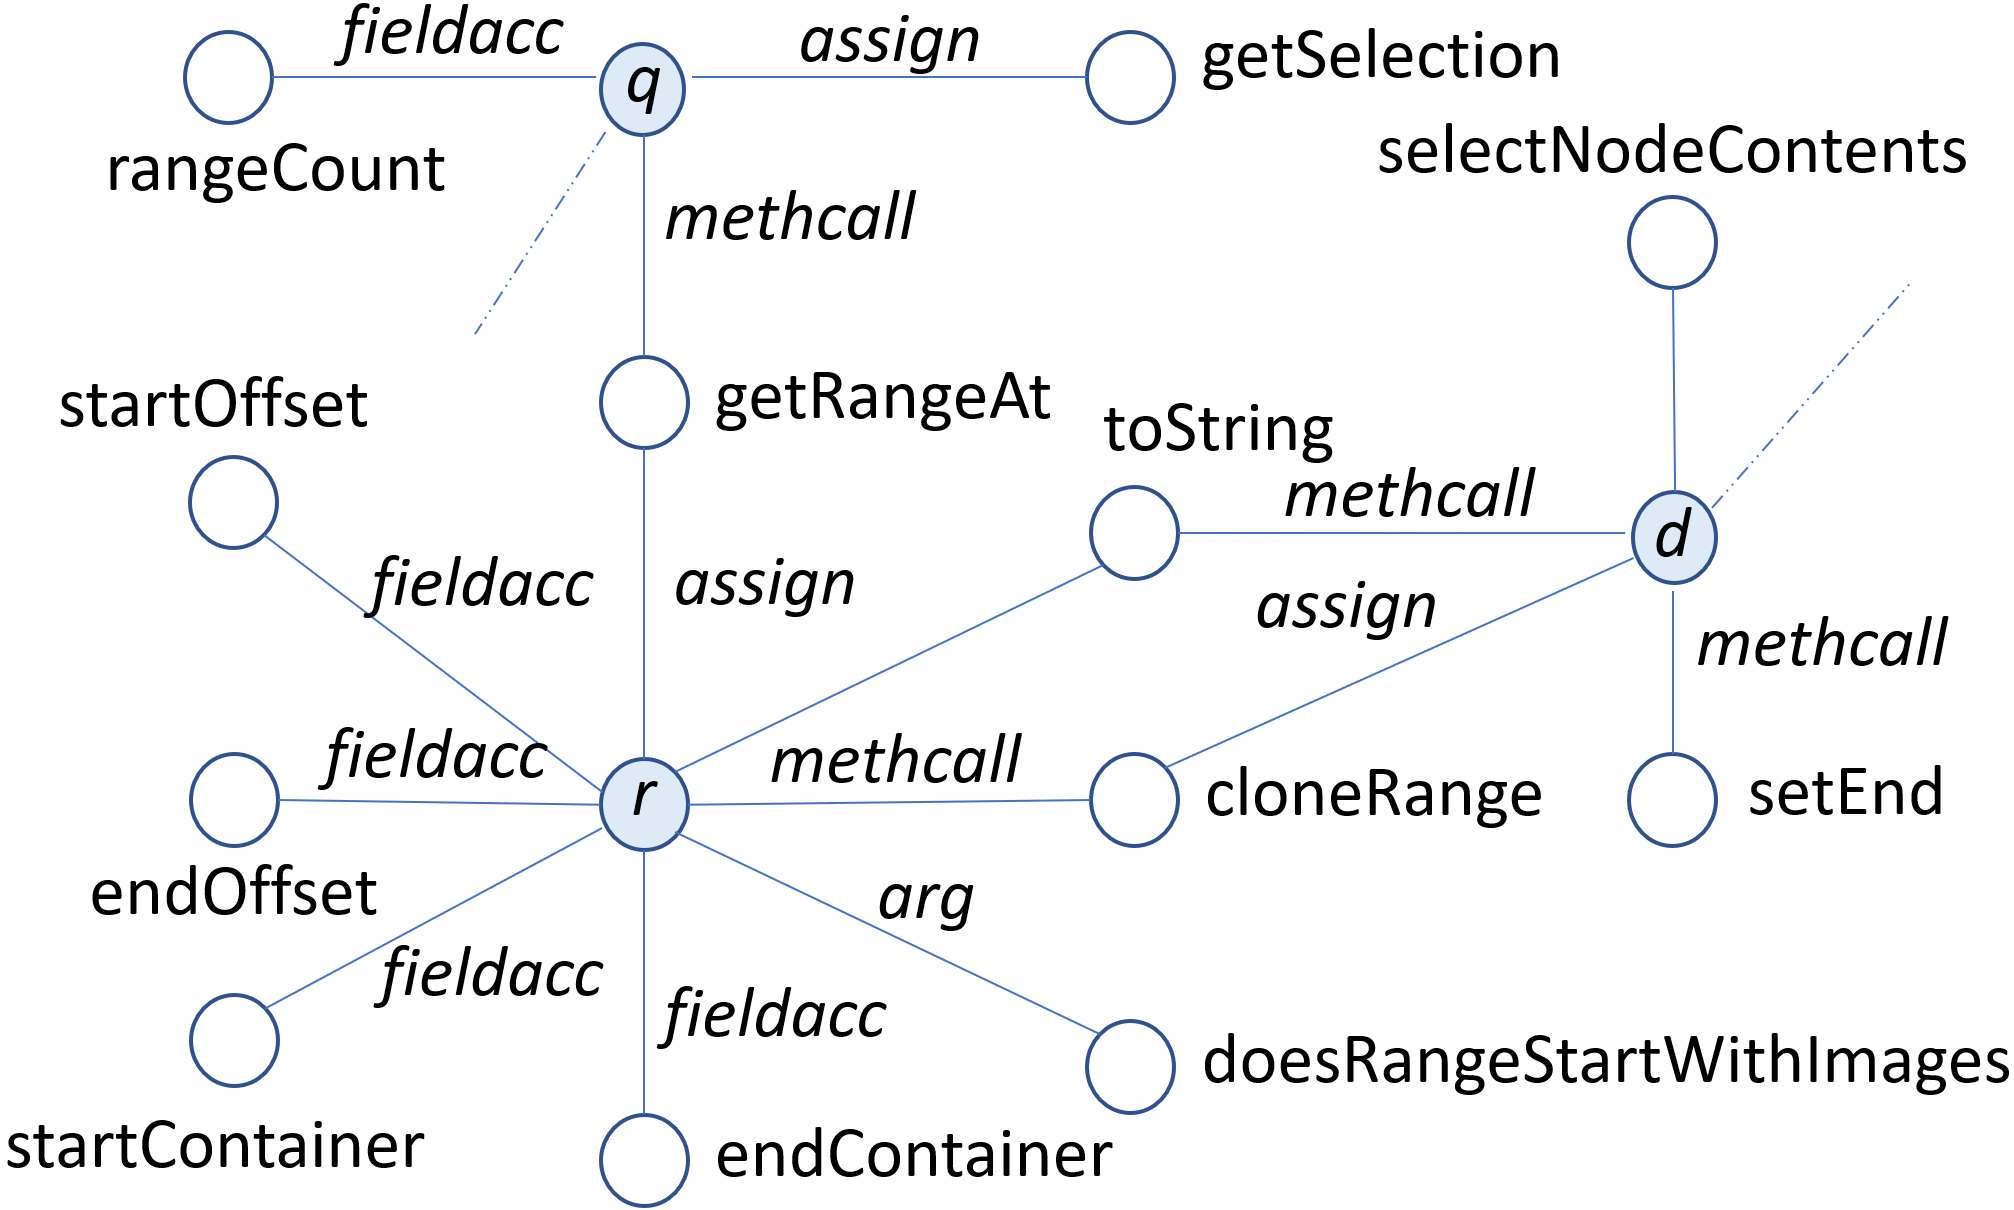 fieldacc
assign
q
getSelection
rangeCount
selectNodeContents
methcall
startOffset
getRangeAt
toString
methcall
d
fieldacc
assign
assign
methcall
fieldacc
methcall
r
cloneRange
setEnd
endOffset
arg
fieldacc
fieldacc
doesRangeStartWithImages
startContainer
endContainer